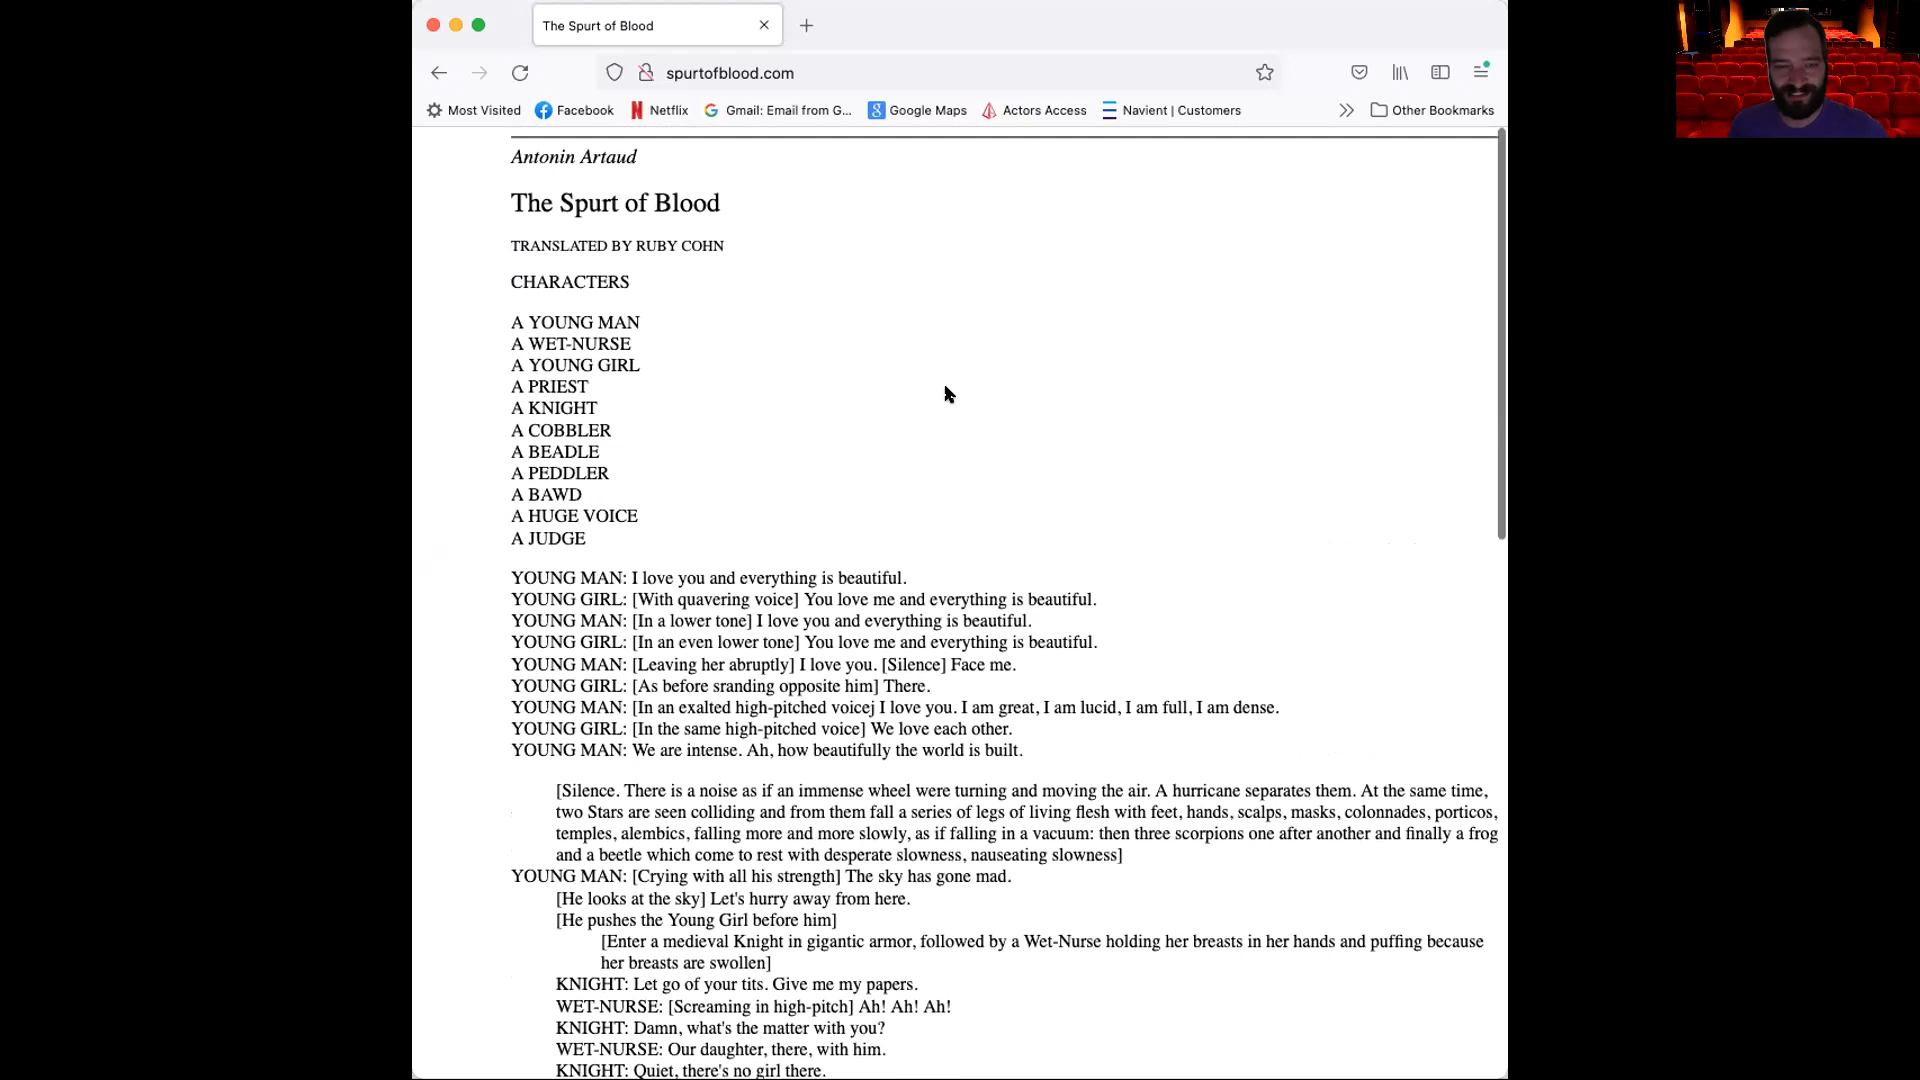 The Spurt of Blood
spurtofblood.com
Most Visited Facebook Netflix Gmail: Email from G... Google Maps Actors Access Navient | Customers Other Bookmarks
Antonin Artaud
The Spurt of Blood
TRANSLATED BY RUBY COHN
CHARACTERS
A YOUNG MAN
A WET-NURSE
A YOUNG GIRL
A PRIEST
A KNIGHT
A COBBLER
A BEADLE
A PEDDLER
A BAWD
A HUGE VOICE
A JUDGE
YOUNG MAN: I love you and everything is beautiful.
YOUNG GIRL: [With quavering voice] You love me and everything is beautiful.
YOUNG MAN: [In a lower tone] I love you and everything is beautiful.
YOUNG GIRL: [In an even lower tone] You love me and everything is beautiful.
YOUNG MAN: [Leaving her abruptly] I love you. [Silence] Face me.
YOUNG GIRL: [As before sranding opposite him] There.
YOUNG MAN: [In an exalted high-pitched voicej I love you. I am great, I am lucid, I am full, I am dense.
YOUNG GIRL: [In the same high-pitched voice] We love each other.
YOUNG MAN: We are intense. Ah, how beautifully the world is built.
[Silence. There is a noise as if an immense wheel were turning and moving the air. A hurricane separates them. At the same time,
two Stars are seen colliding and from them fall a series of legs of living flesh with feet, hands, scalps, masks, colonnades, porticos,
temples, alembics, falling more and more slowly, as if falling in a vacuum: then three scorpions one after another and finally a frog
and a beetle which come to rest with desperate slowness, nauseating slowness]
YOUNG MAN: [Crying with all his strength] The sky has gone mad.
[He looks at the sky] Let's hurry away from here.
[He pushes the Young Girl before him]
[Enter a medieval Knight in gigantic armor, followed by a Wet-Nurse holding her breasts in her hands and puffing because
her breasts are swollen]
KNIGHT: Let go of your tits. Give me my papers.
WET-NURSE: [Screaming in high-pitch] Ah! Ah! Ah!
KNIGHT: Damn, what's the matter with you?
WET-NURSE: Our daughter, there, with him.
KNIGHT: Quiet, there's no girl there.